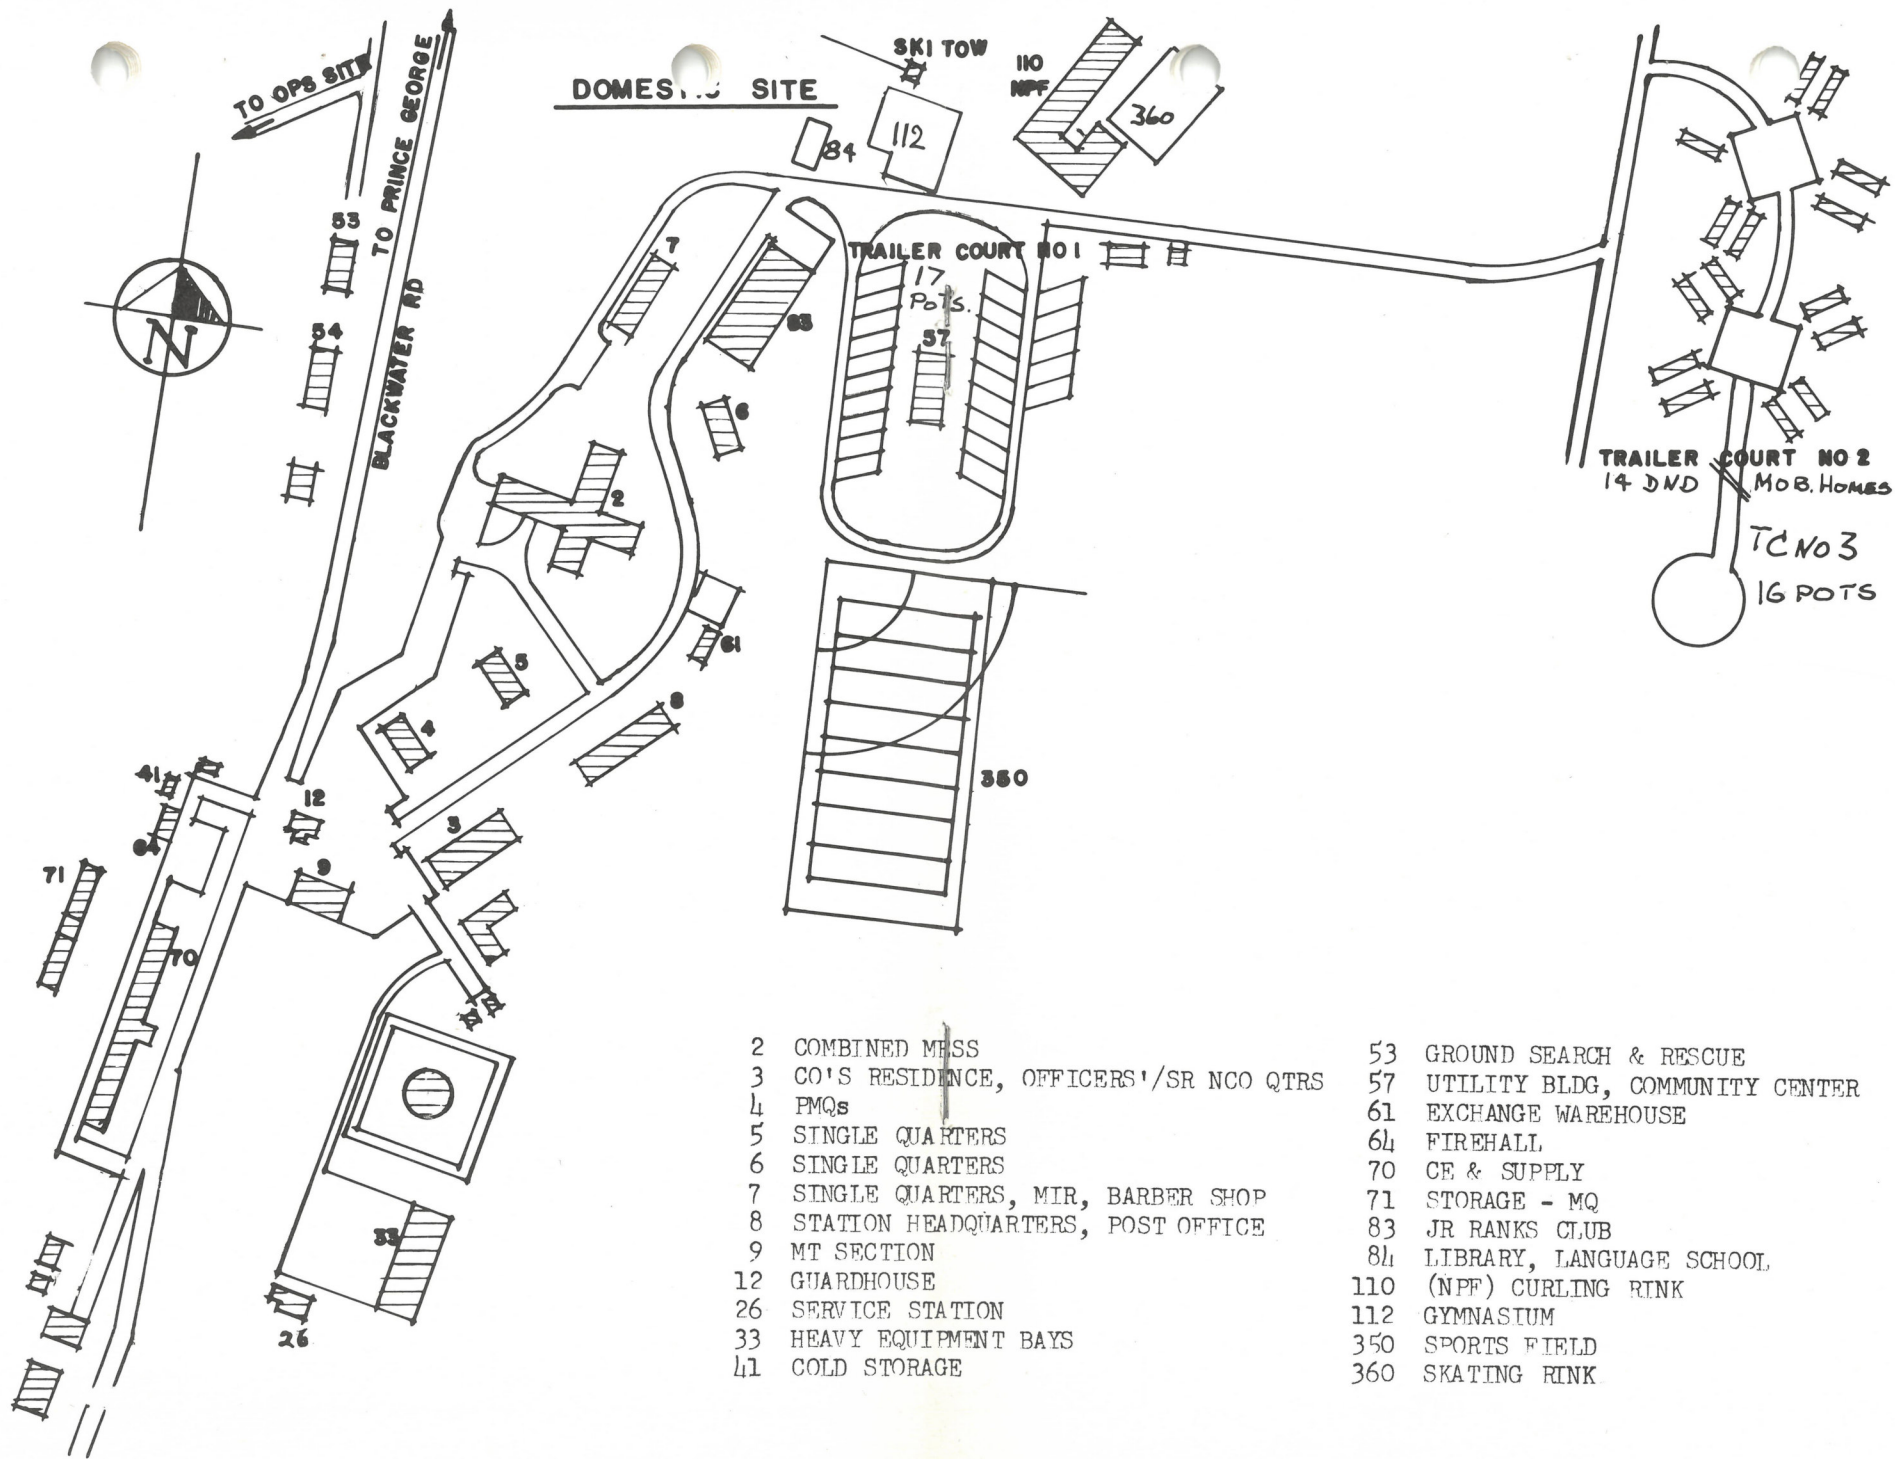 TO OPS SITE
TO PRINCE GEORGE
BLACKWATER RD
DOMESTIC SITE
SKI TOW
110
NPF
360
112
84
53
54
7
83
TRAILER COURT NO 1
17
POTS.
57
6
2
61
5
8
4
350
TRAILER COURT NO 2
14 DND MOB. HOMES
TC NO 3
16 POTS
N
41
12
64
3
71
9
70
33
26
2 COMBINED MESS
3 CO'S RESIDENCE, OFFICERS'/SR NCO QTRS
4 PMQs
5 SINGLE QUARTERS
6 SINGLE QUARTERS
7 SINGLE QUARTERS, MIR, BARBER SHOP
8 STATION HEADQUARTERS, POST OFFICE
9 MT SECTION
12 GUARDHOUSE
26 SERVICE STATION
33 HEAVY EQUIPMENT BAYS
41 COLD STORAGE
53 GROUND SEARCH & RESCUE
57 UTILITY BLDG, COMMUNITY CENTER
61 EXCHANGE WAREHOUSE
64 FIREHALL
70 CE & SUPPLY
71 STORAGE - MQ
83 JR RANKS CLUB
84 LIBRARY, LANGUAGE SCHOOL
110 (NPF) CURLING RINK
112 GYMNASIUM
350 SPORTS FIELD
360 SKATING RINK